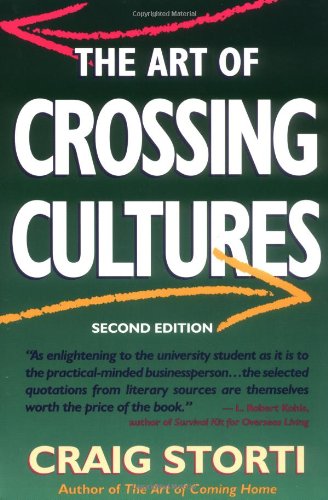 THE ART OF
CROSSING
CULTURES
SECOND EDITION
"As enlightening to the university student as it is to
the practical-minded businessperson...the selected
quotations from literary sources are themselves
worth the price of the book." — L. Robert Kohls,
author of Survival Kit for Overseas Living
CRAIG STORTI
Author of The Art of Coming Home